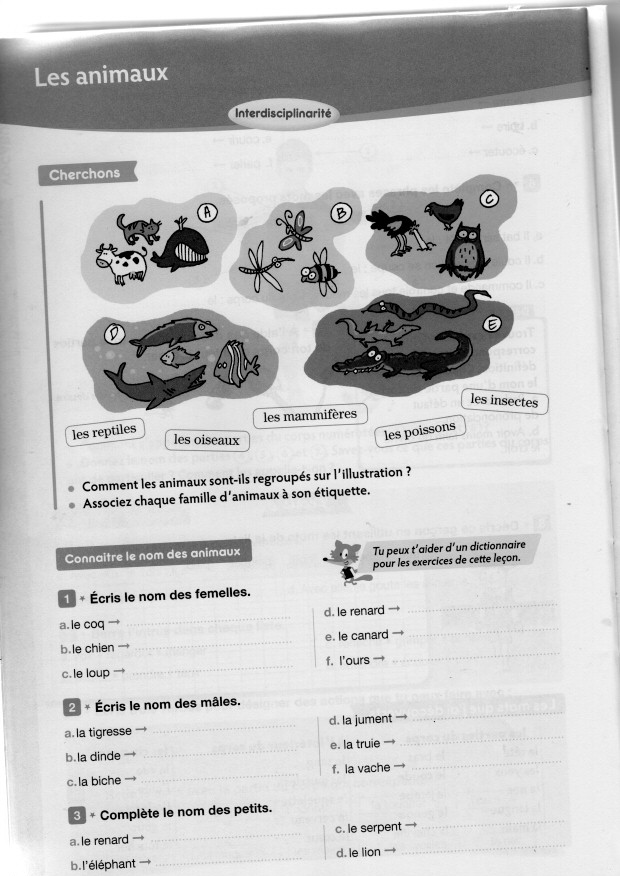 Les animaux
Interdisciplinarité
Cherchons
A
B
C
D
E
les reptiles
les oiseaux
les mammifères
les poissons
les insectes
• Comment les animaux sont-ils regroupés sur l'illustration ?
• Associez chaque famille d'animaux à son étiquette.
Connaitre le nom des animaux
Tu peux t'aider d'un dictionnaire
pour les exercices de cette leçon.
1 * Écris le nom des femelles.
a. le coq →
b. le chien →
c. le loup →
d. le renard →
e. le canard →
f. l'ours →
2 * Écris le nom des mâles.
a. la tigresse →
b. la dinde →
c. la biche →
d. la jument →
e. la truie →
f. la vache →
3 * Complète le nom des petits.
a. le renard →
b. l'éléphant →
c. le serpent →
d. le lion →